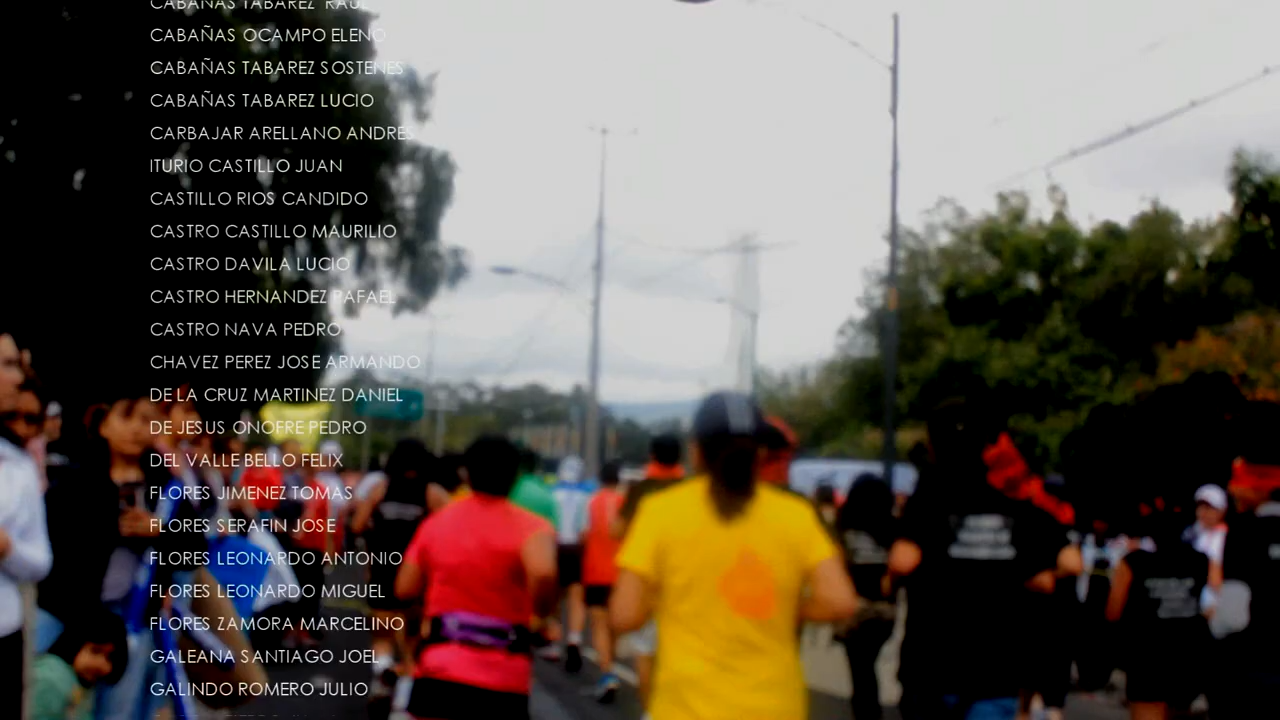 CABAÑAS TABAREZ RAUL
CABAÑAS OCAMPO ELENO
CABAÑAS TABAREZ SOSTENES
CABAÑAS TABAREZ LUCIO
CARBAJAR ARELLANO ANDRES
ITURIO CASTILLO JUAN
CASTILLO RIOS CANDIDO
CASTRO CASTILLO MAURILIO
CASTRO DAVILA LUCIO
CASTRO HERNANDEZ RAFAEL
CASTRO NAVA PEDRO
CHAVEZ PEREZ JOSE ARMANDO
DE LA CRUZ MARTINEZ DANIEL
DE JESUS ONOFRE PEDRO
DEL VALLE BELLO FELIX
FLORES JIMENEZ TOMAS
FLORES SERAFIN JOSE
FLORES LEONARDO ANTONIO
FLORES LEONARDO MIGUEL
FLORES ZAMORA MARCELINO
GALEANA SANTIAGO JOEL
GALINDO ROMERO JULIO